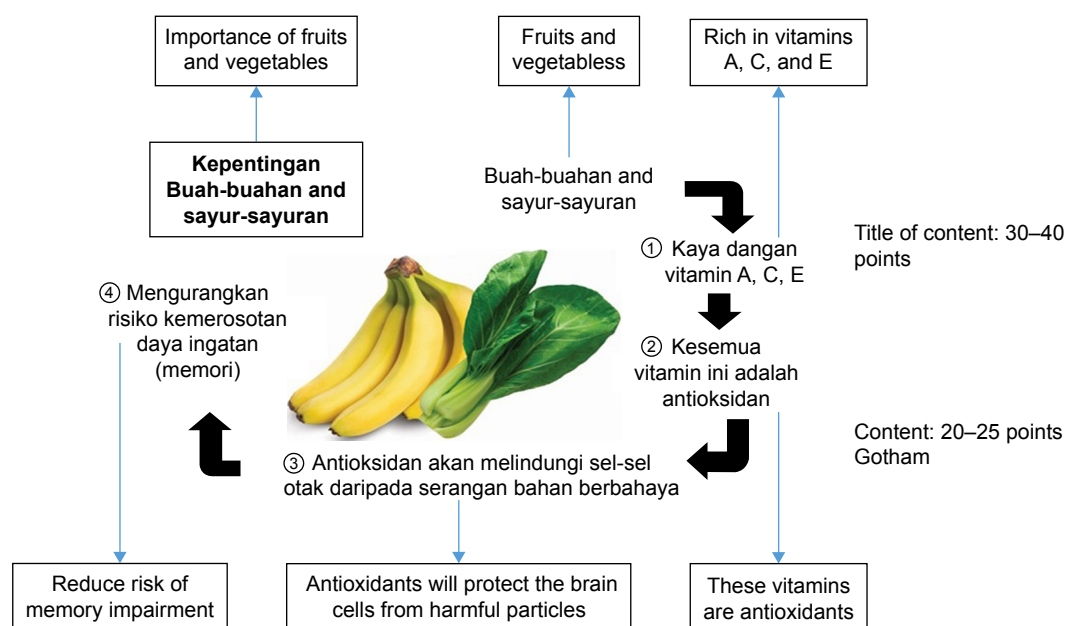 Importance of fruits
and vegetables
Fruits and
vegetabless
Rich in vitamins
A, C, and E
Kepentingan
Buah-buahan and
sayur-sayuran
Buah-buahan and
sayur-sayuran
① Kaya dangan
vitamin A, C, E
Title of content: 30–40
points
④ Mengurangkan
risiko kemerosotan
daya ingatan
(memori)
② Kesemua
vitamin ini adalah
antioksidan
Content: 20–25 points
Gotham
③ Antioksidan akan melindungi sel-sel
otak daripada serangan bahan berbahaya
Reduce risk of
memory impairment
Antioxidants will protect the brain
cells from harmful particles
These vitamins
are antioxidants